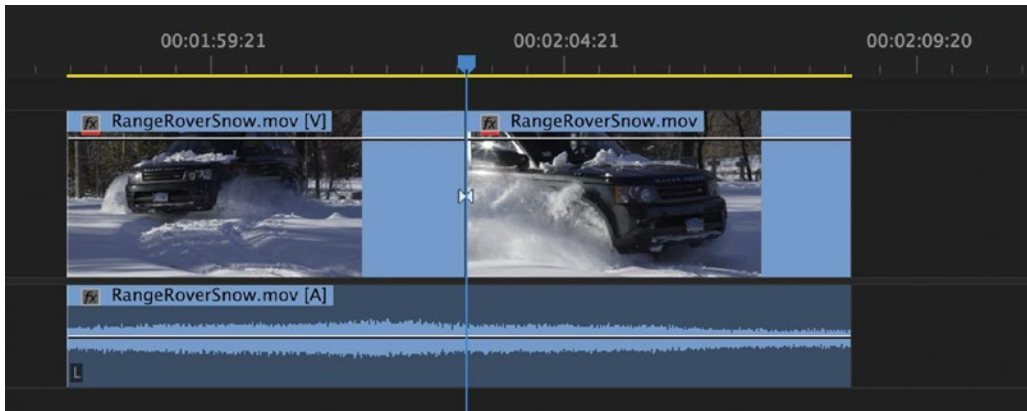 00:01:59:21 00:02:04:21 00:02:09:20
fx RangeRoverSnow.mov [V] fx RangeRoverSnow.mov
fx RangeRoverSnow.mov [A]
L